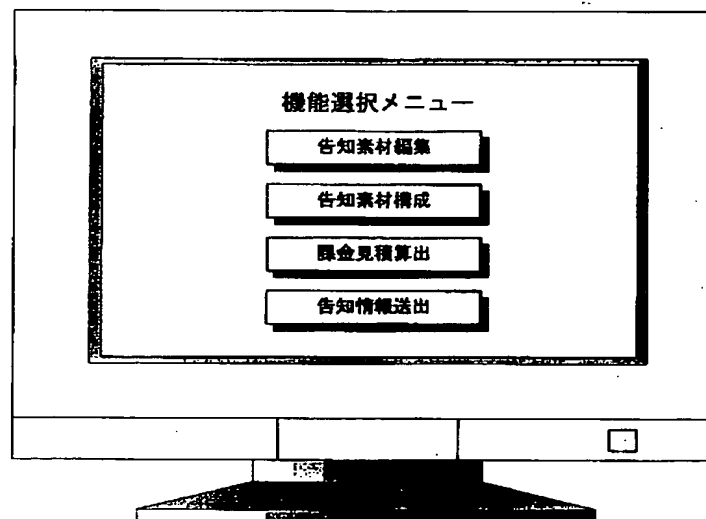 機能選択メニュー
告知素材編集
告知素材構成
課金見積算出
告知情報送出